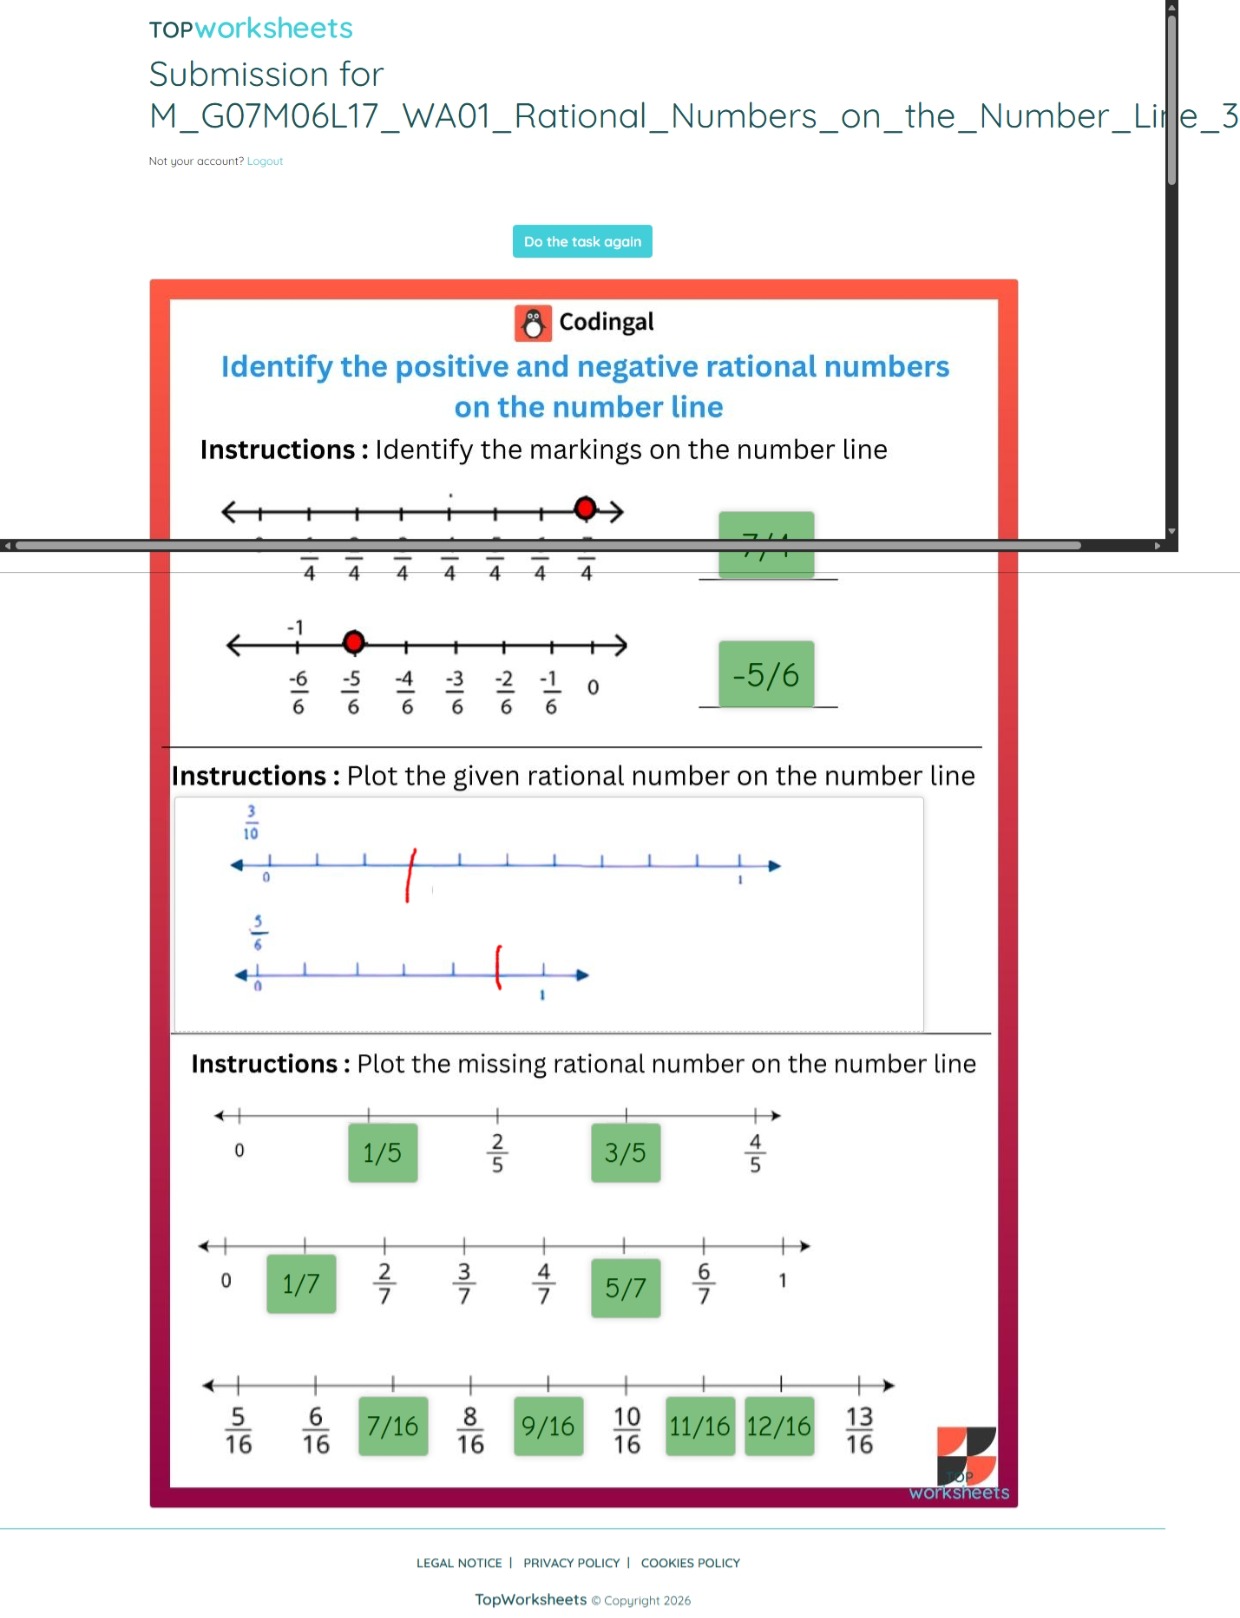 TOPworksheets
Submission for
M_G07M06L17_WA01_Rational_Numbers_on_the_Number_Line_3
Not your account? Logout
Do the task again
Codingal
Identify the positive and negative rational numbers
on the number line
Instructions : Identify the markings on the number line
7/4
4 4 4 4 4 4 4
-1
-6/6 -5/6 -4/6 -3/6 -2/6 -1/6 0
-5/6
Instructions : Plot the given rational number on the number line
3/10
0 1
5/6
0 1
Instructions : Plot the missing rational number on the number line
0 1/5 2/5 3/5 4/5
0 1/7 2/7 3/7 4/7 5/7 6/7 1
5/16 6/16 7/16 8/16 9/16 10/16 11/16 12/16 13/16
TOP
worksheets
LEGAL NOTICE | PRIVACY POLICY | COOKIES POLICY
TopWorksheets © Copyright 2026